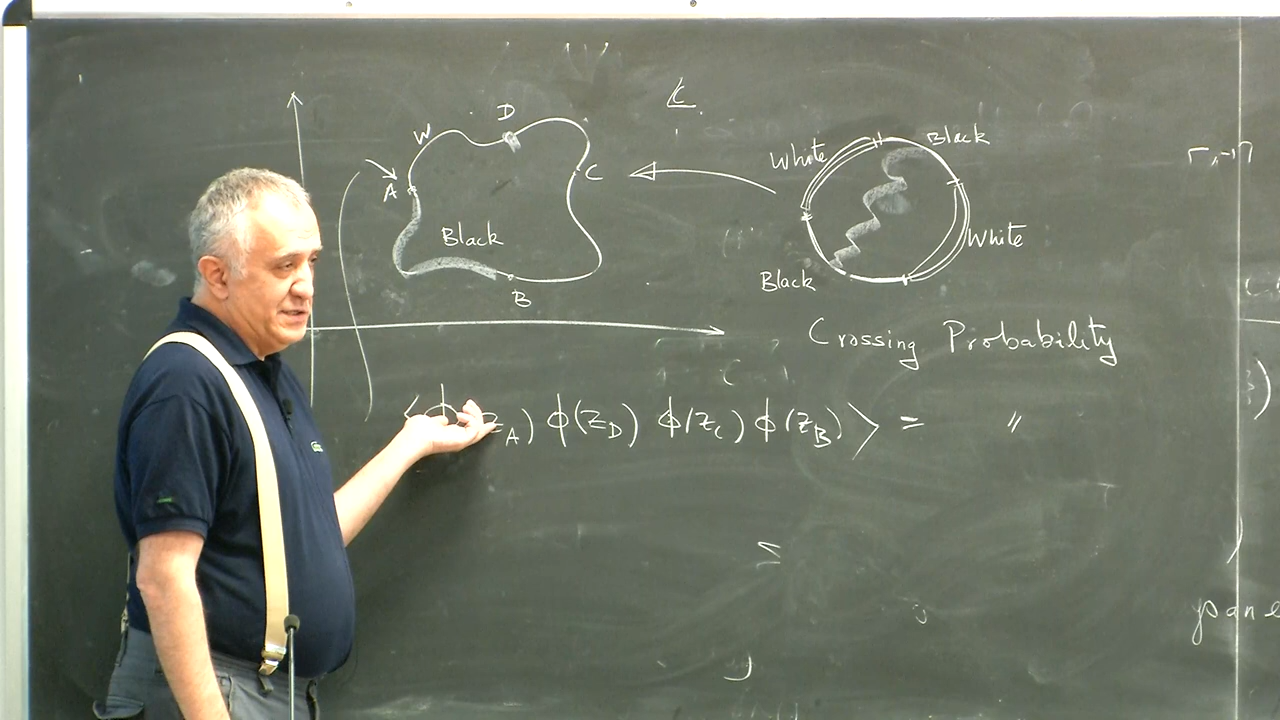 D
W
A
C
Black
B
White
Black
White
Black
Crossing Probability
⟨ϕ(z_A) ϕ(z_D) ϕ(z_C) ϕ(z_B)⟩ = "